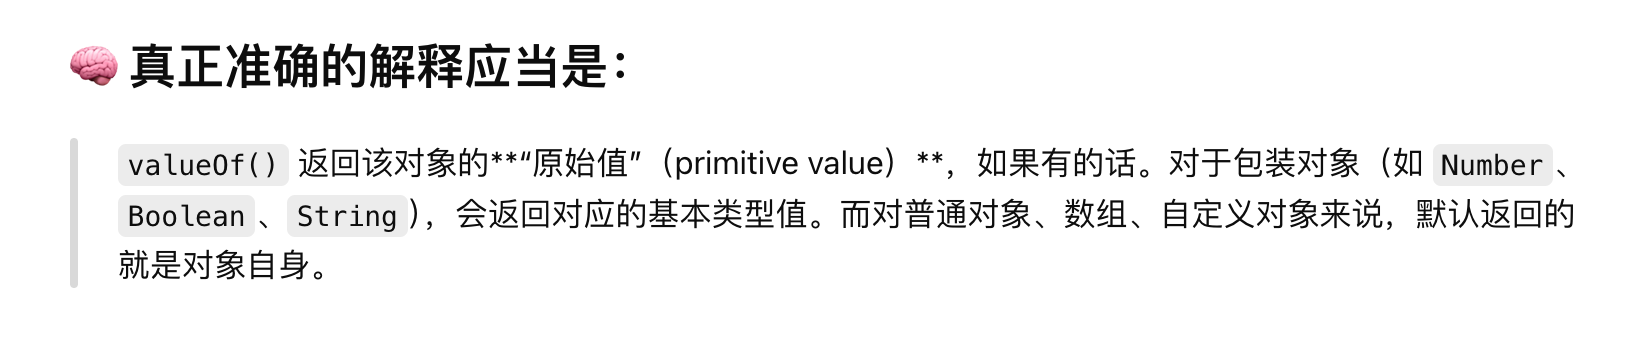 🧠 真正准确的解释应当是：
valueOf() 返回该对象的**“原始值”（primitive value）**，如果有的话。对于包装对象（如 Number、
Boolean、String），会返回对应的基本类型值。而对普通对象、数组、自定义对象来说，默认返回的
就是对象自身。